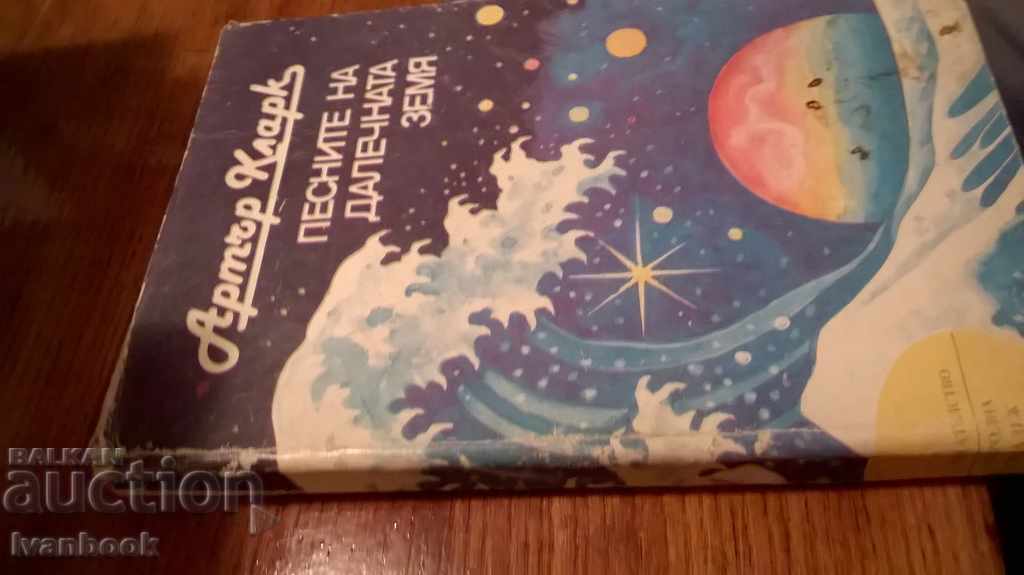 Артър Кларк
ПЕСНИТЕ НА
ДАЛЕЧНАТА
ЗЕМЯ
BALKAN
auction
Ivanbook